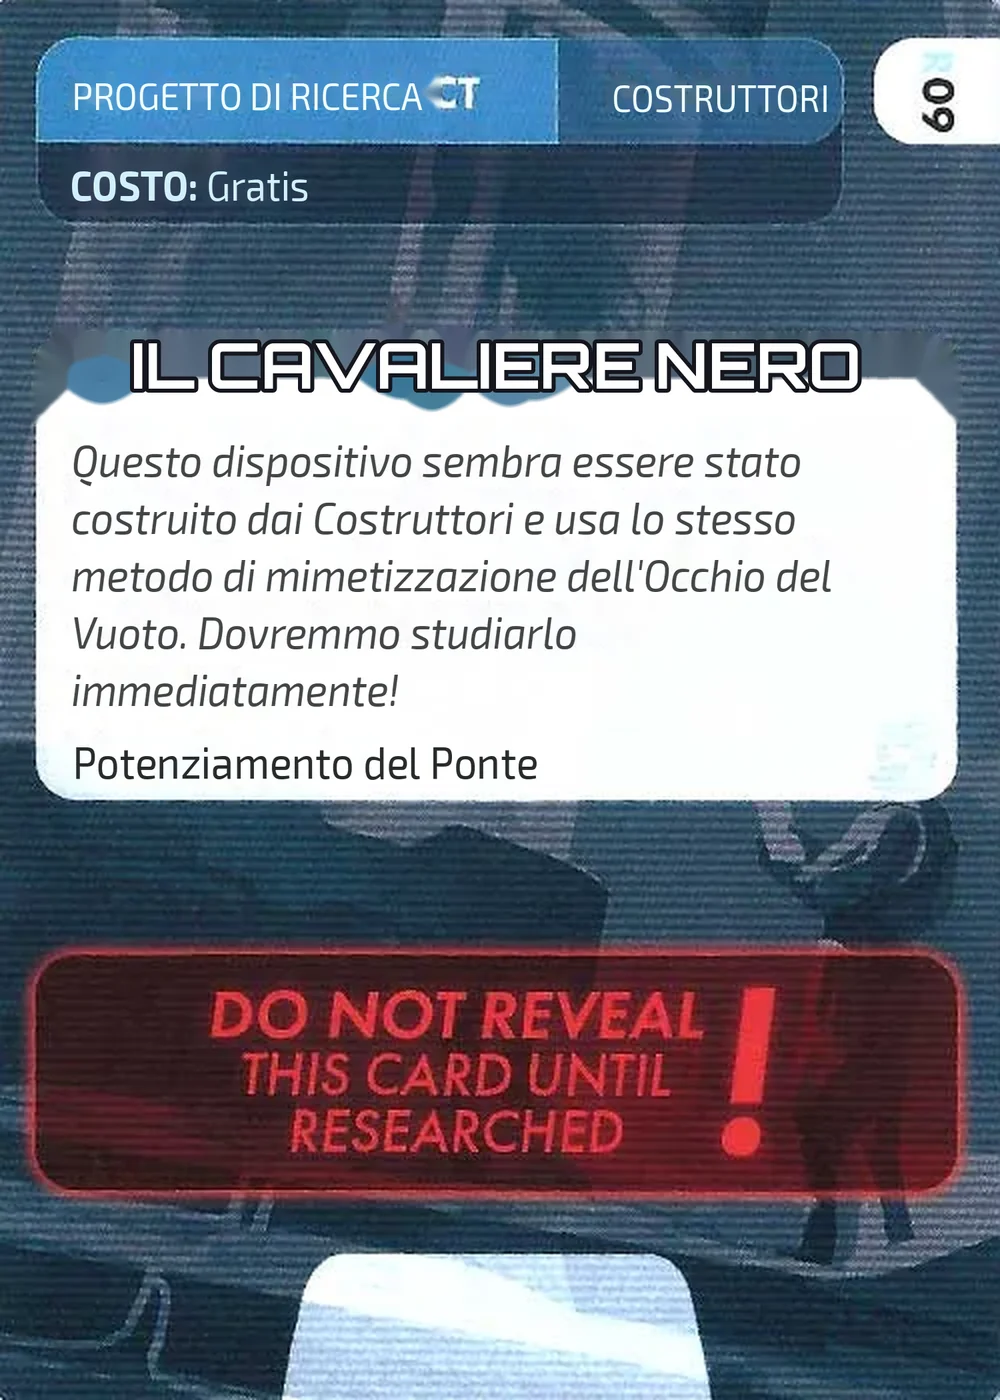 PROGETTO DI RICERCA CT
COSTRUTTORI
R 60
COSTO: Gratis
IL CAVALIERE NERO
Questo dispositivo sembra essere stato
costruito dai Costruttori e usa lo stesso
metodo di mimetizzazione dell'Occhio del
Vuoto. Dovremmo studiarlo
immediatamente!
Potenziamento del Ponte
DO NOT REVEAL
THIS CARD UNTIL
RESEARCHED
!